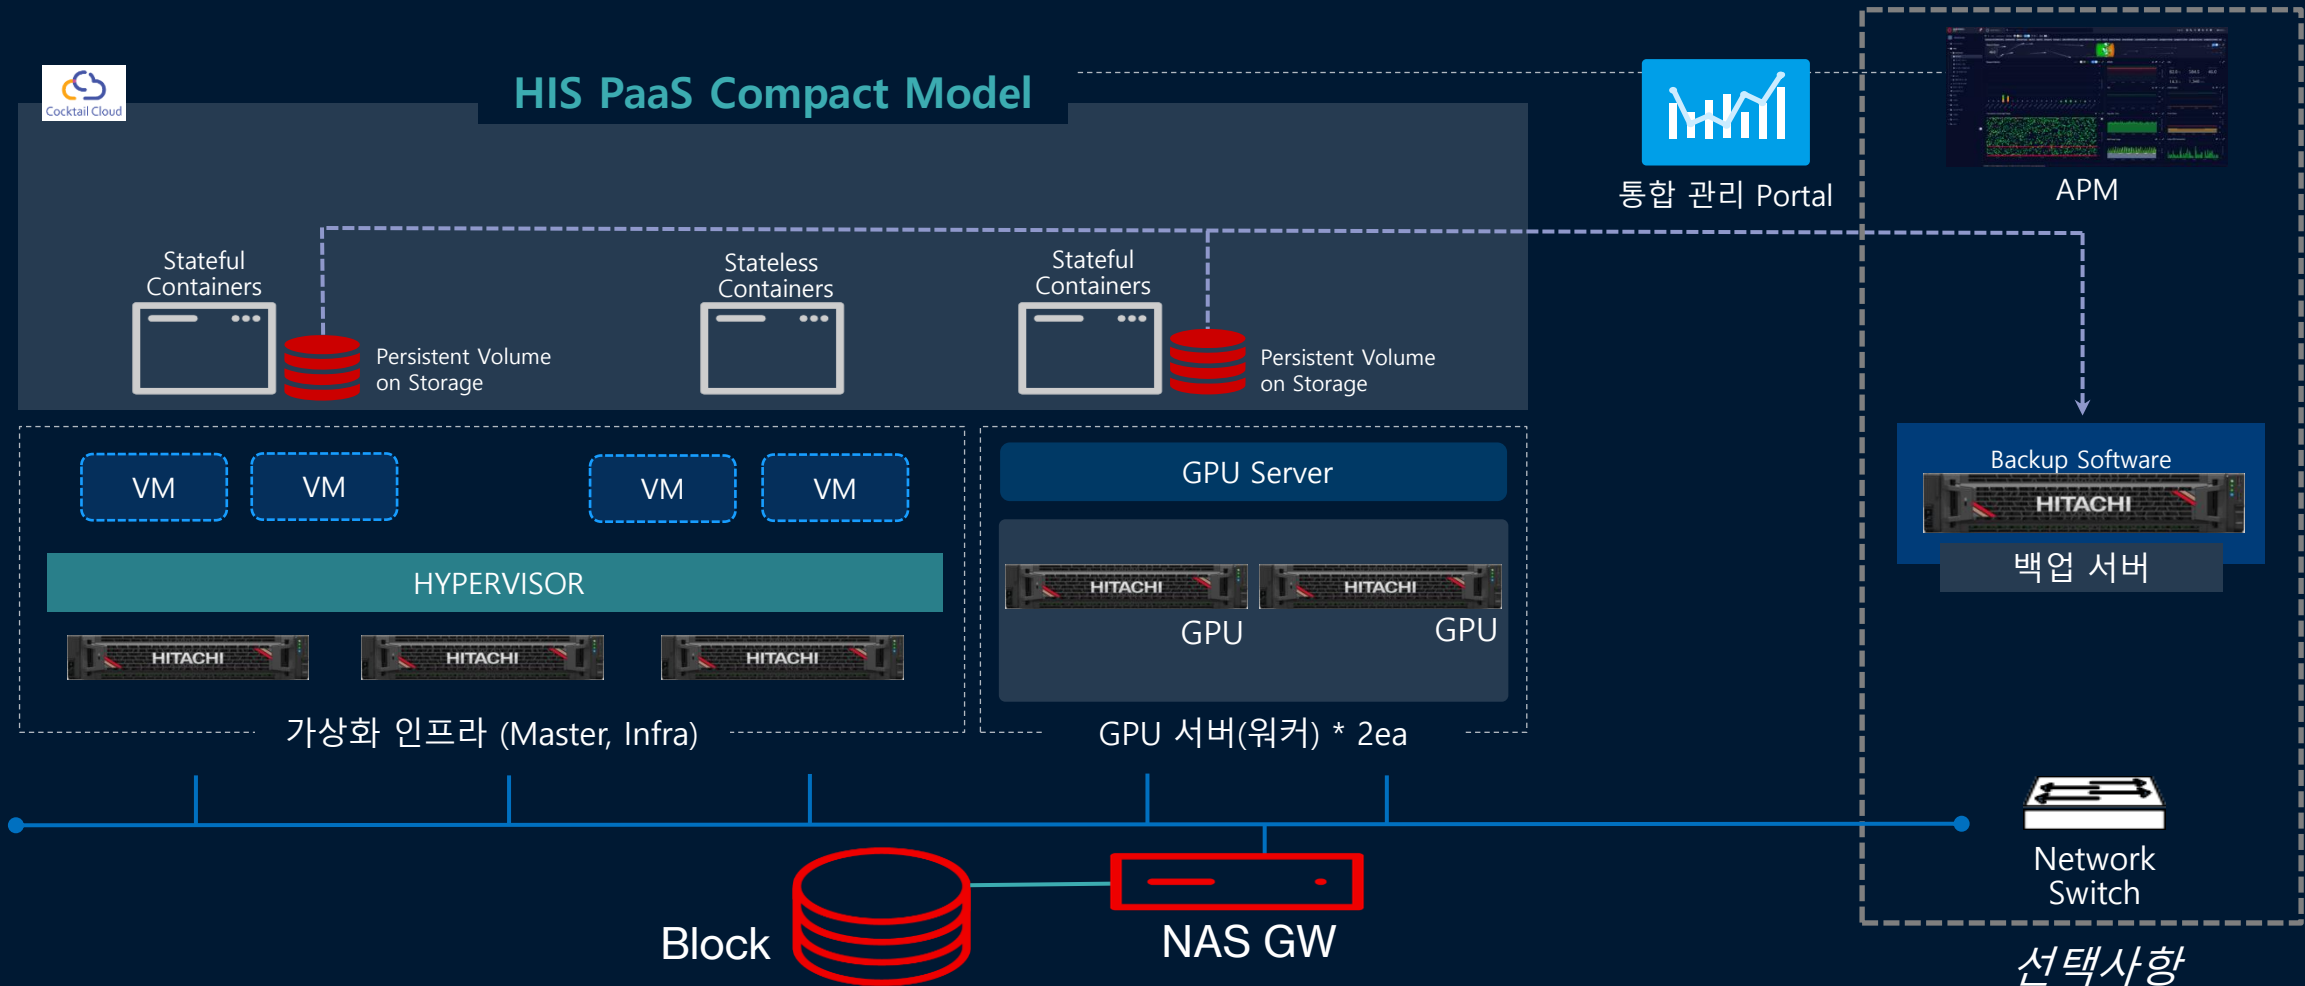 Cocktail Cloud
HIS PaaS Compact Model
통합 관리 Portal
APM
Stateful
Containers
Persistent Volume
on Storage
Stateless
Containers
Stateful
Containers
Persistent Volume
on Storage
VM
VM
VM
VM
HYPERVISOR
HITACHI
HITACHI
HITACHI
가상화 인프라 (Master, Infra)
GPU Server
HITACHI
HITACHI
GPU
GPU
GPU 서버(워커) * 2ea
Backup Software
HITACHI
백업 서버
Network
Switch
Block
NAS GW
선택사항